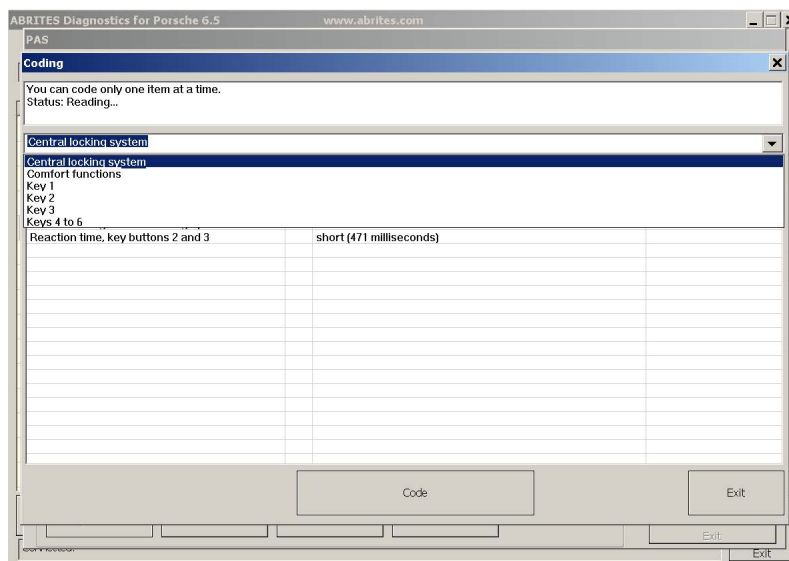 ABRITES Diagnostics for Porsche 6.5 www.abrites.com
PAS
Coding
You can code only one item at a time.
Status: Reading...
Central locking system
Central locking system
Comfort functions
Key 1
Key 2
Key 3
Keys 4 to 6
Reaction time, key buttons 2 and 3 short (471 milliseconds)
Code Exit
Exit
Exit